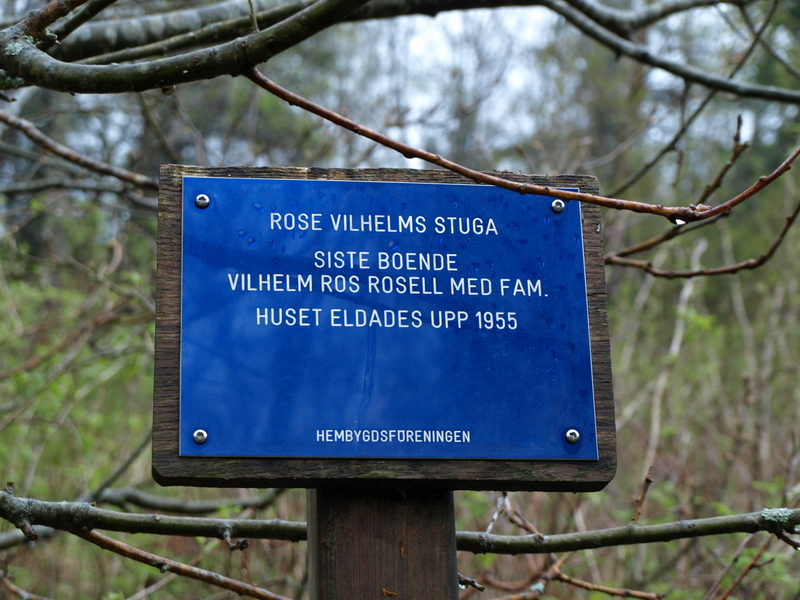 ROSE VILHELMS STUGA
SISTE BOENDE
VILHELM ROS ROSELL MED FAM.
HUSET ELDADES UPP 1955
HEMBYGDSFÖRENINGEN